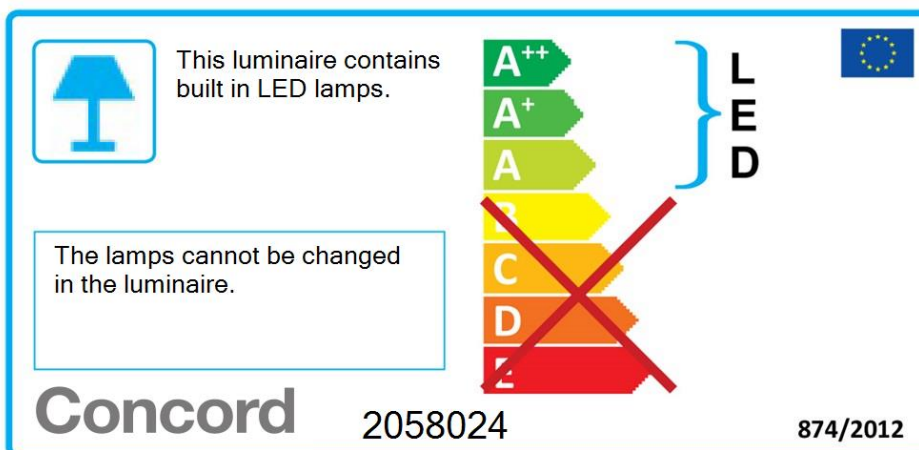 This luminaire contains
built in LED lamps.
A++
A+
A
B
C
D
E
L
E
D
The lamps cannot be changed
in the luminaire.
Concord
2058024
874/2012